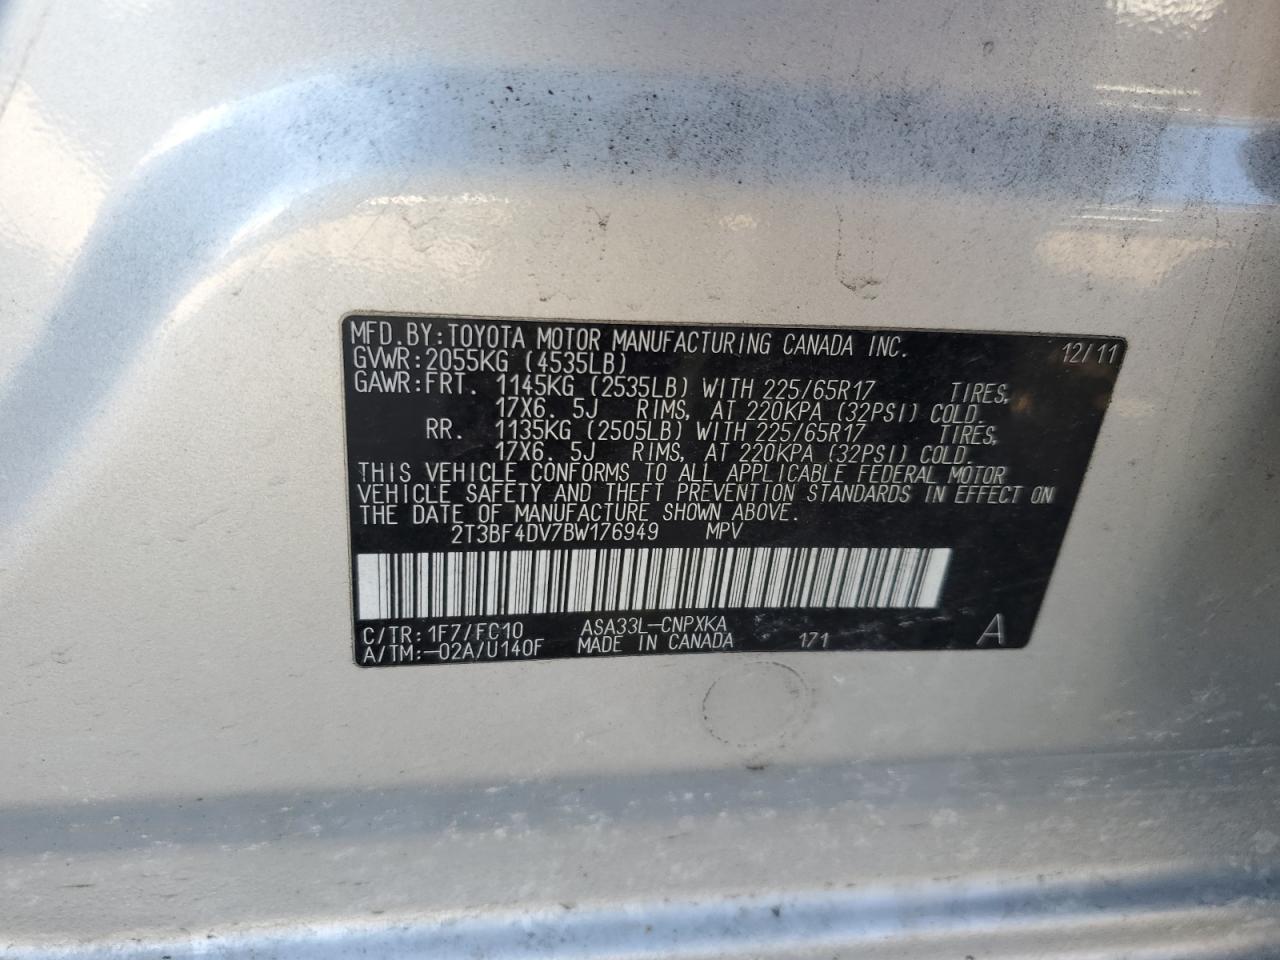 MFD.BY:TOYOTA MOTOR MANUFACTURING CANADA INC. 12/11
GVWR:2055KG (4535LB)
GAWR:FRT. 1145KG (2535LB) WITH 225/65R17 TIRES,
17X6. 5J RIMS, AT 220KPA (32PSI) COLD.
RR. 1135KG (2505LB) WITH 225/65R17 TIRES,
17X6. 5J RIMS, AT 220KPA (32PSI) COLD.
THIS VEHICLE CONFORMS TO ALL APPLICABLE FEDERAL MOTOR
VEHICLE SAFETY AND THEFT PREVENTION STANDARDS IN EFFECT ON
THE DATE OF MANUFACTURE SHOWN ABOVE.
2T3BF4DV7BW176949 MPV
C/TR:1F7/FC10 ASA33L-CNPXKA
A/TM:-02A/U140F MADE IN CANADA 171 A